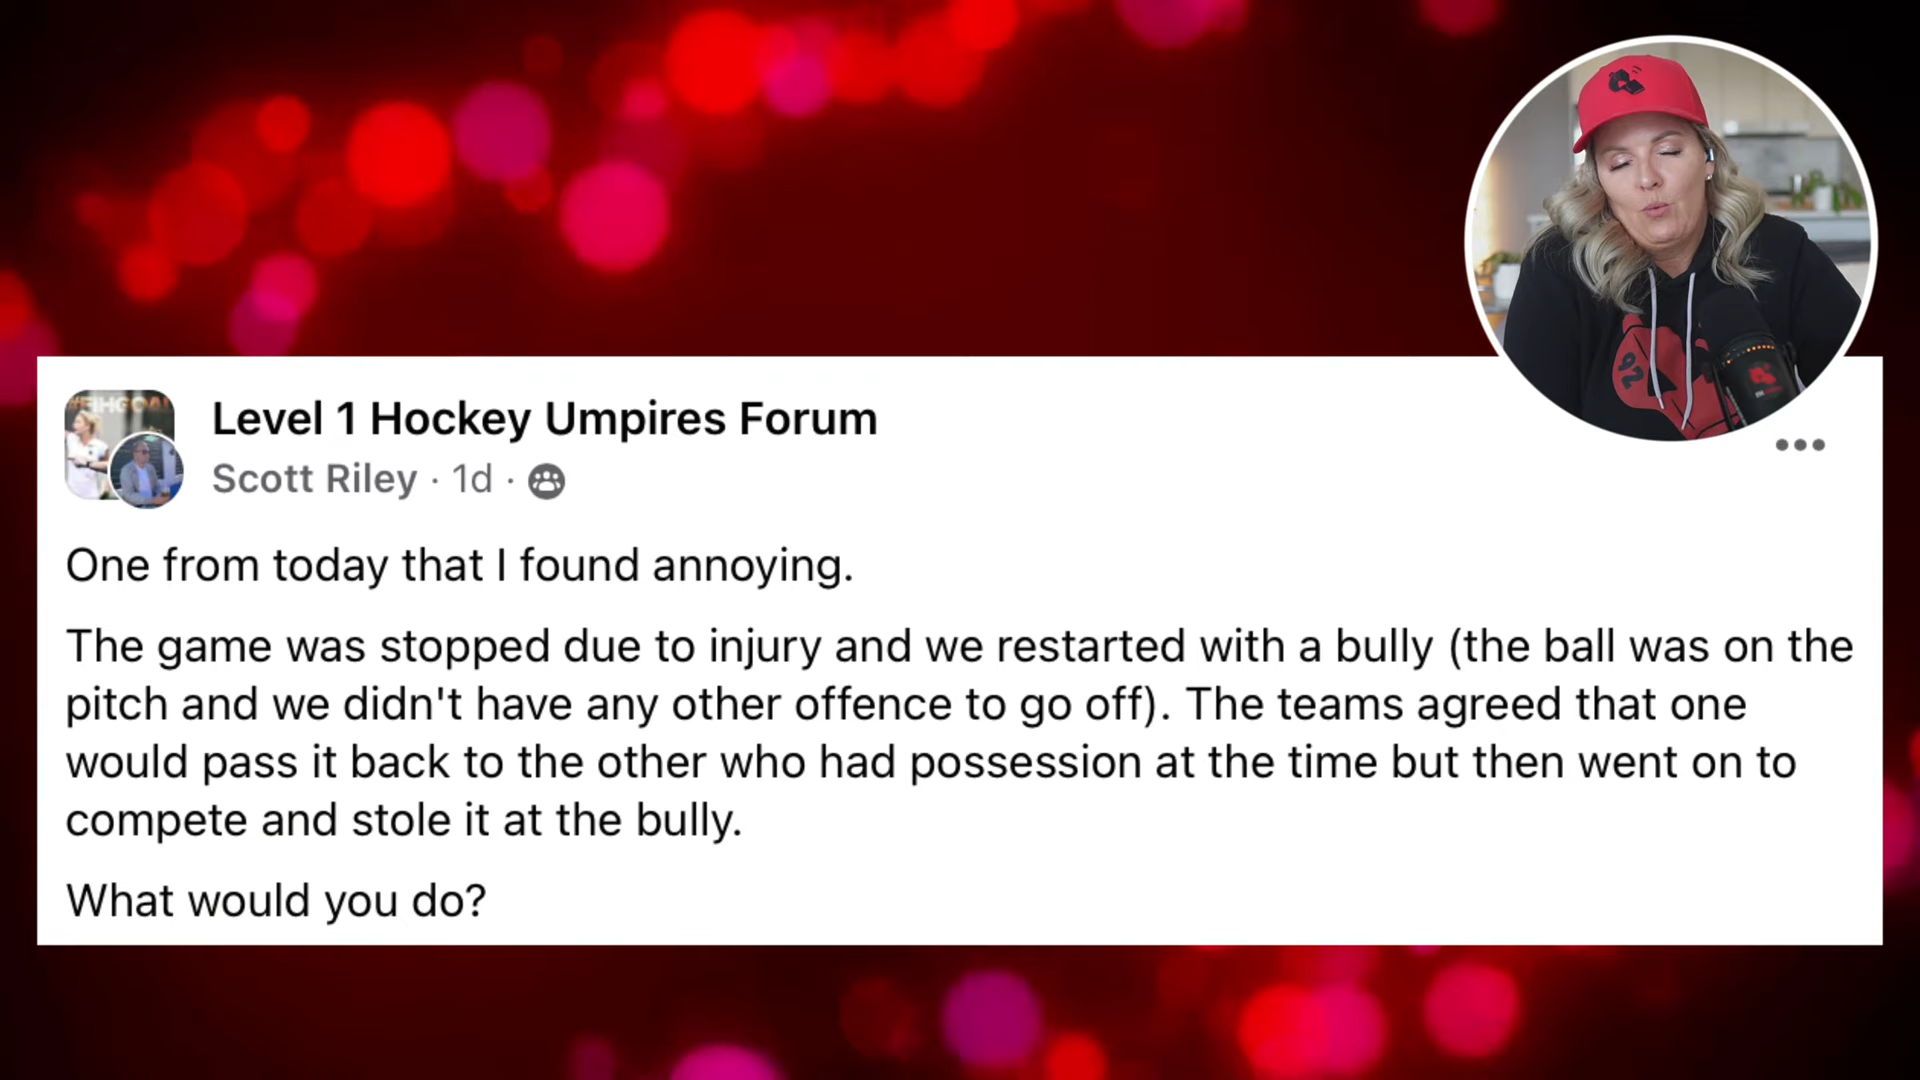 Level 1 Hockey Umpires Forum
Scott Riley · 1d ·
One from today that I found annoying.
The game was stopped due to injury and we restarted with a bully (the ball was on the
pitch and we didn't have any other offence to go off). The teams agreed that one
would pass it back to the other who had possession at the time but then went on to
compete and stole it at the bully.
What would you do?
92